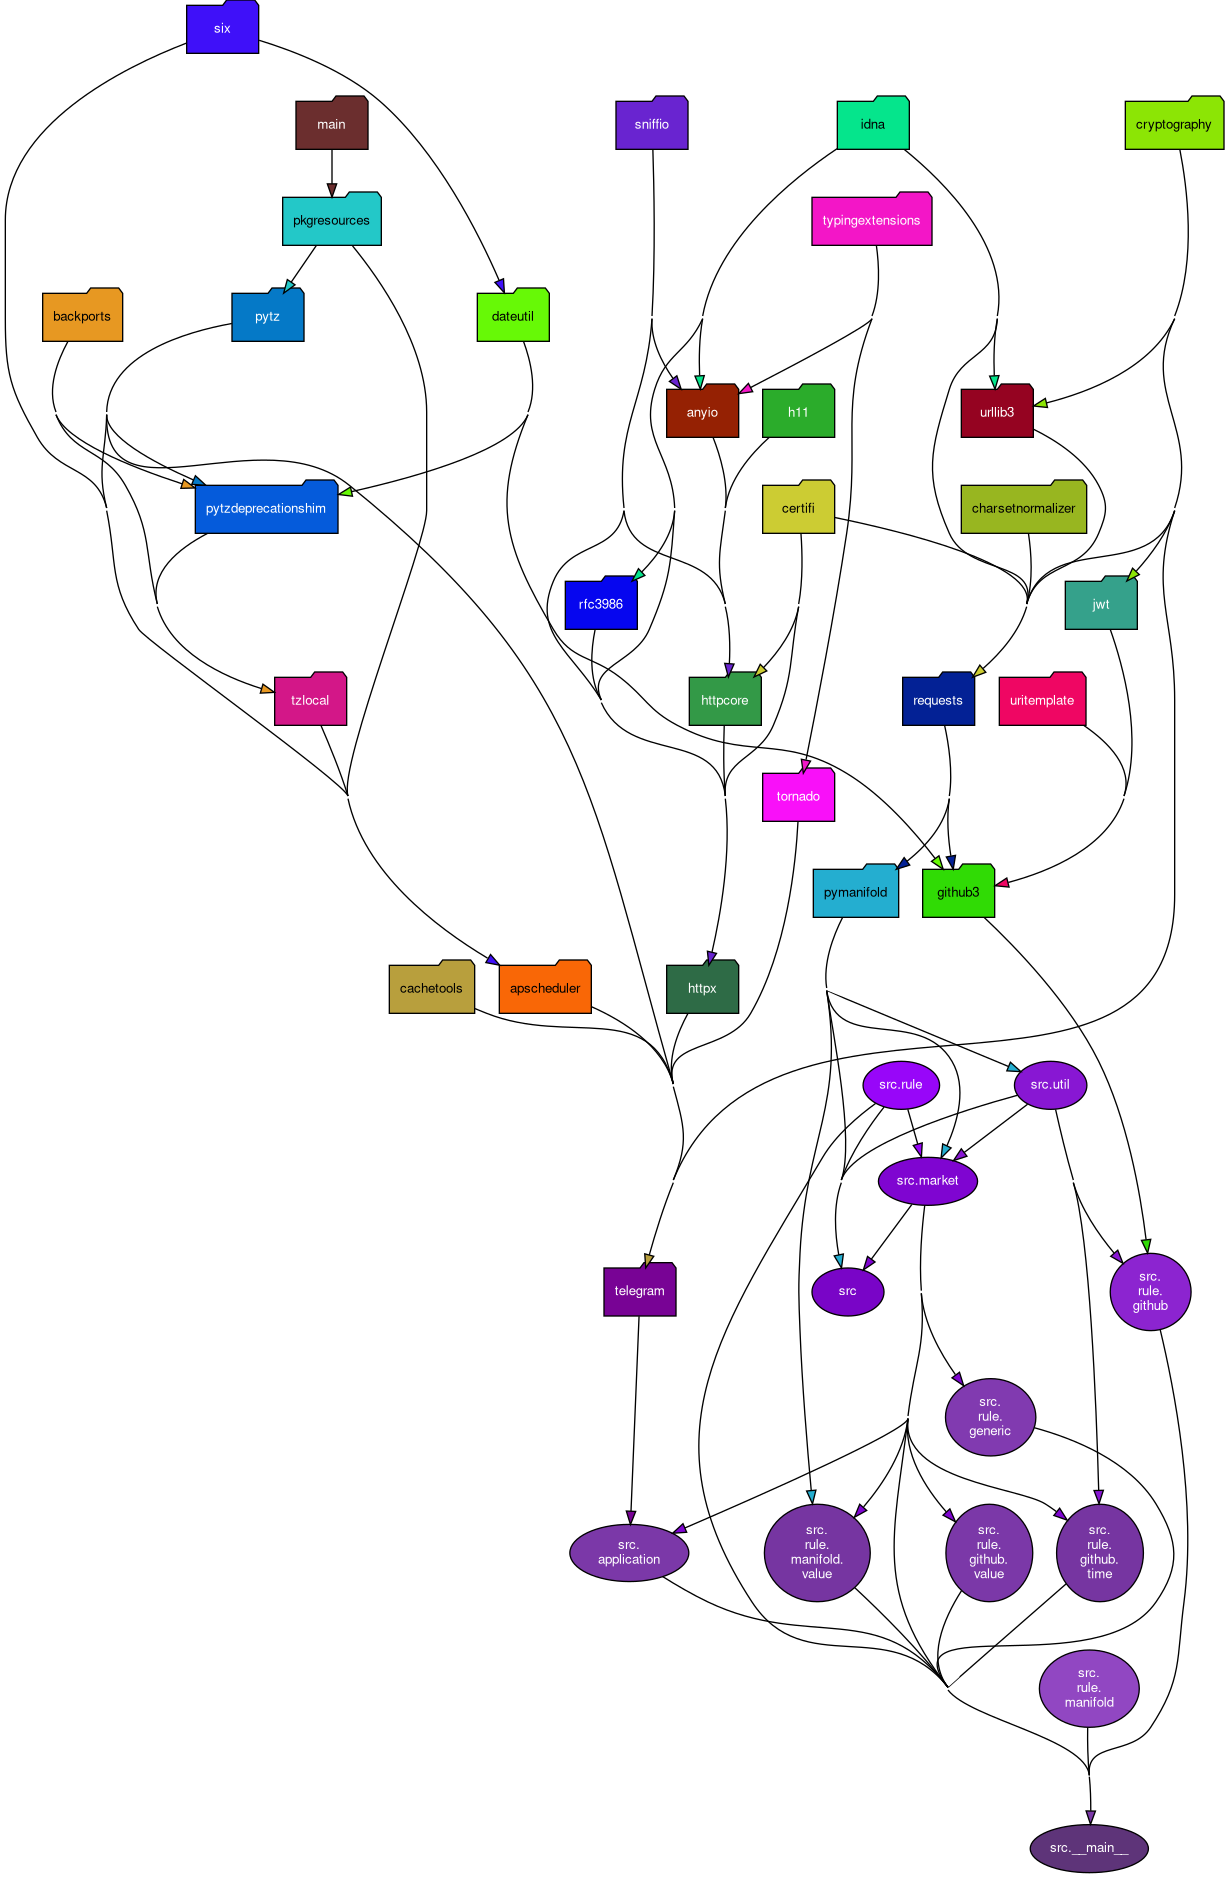 six
main
sniffio
idna
cryptography
pkgresources
typingextensions
backports
pytz
dateutil
anyio
h11
urllib3
pytzdeprecationshim
certifi
charsetnormalizer
rfc3986
jwt
tzlocal
httpcore
requests
uritemplate
tornado
pymanifold
github3
cachetools
apscheduler
httpx
src.rule
src.util
src.market
telegram
src
src.
rule.
github
src.
rule.
generic
src.
application
src.
rule.
manifold.
value
src.
rule.
github.
value
src.
rule.
github.
time
src.
rule.
manifold
src.__main__